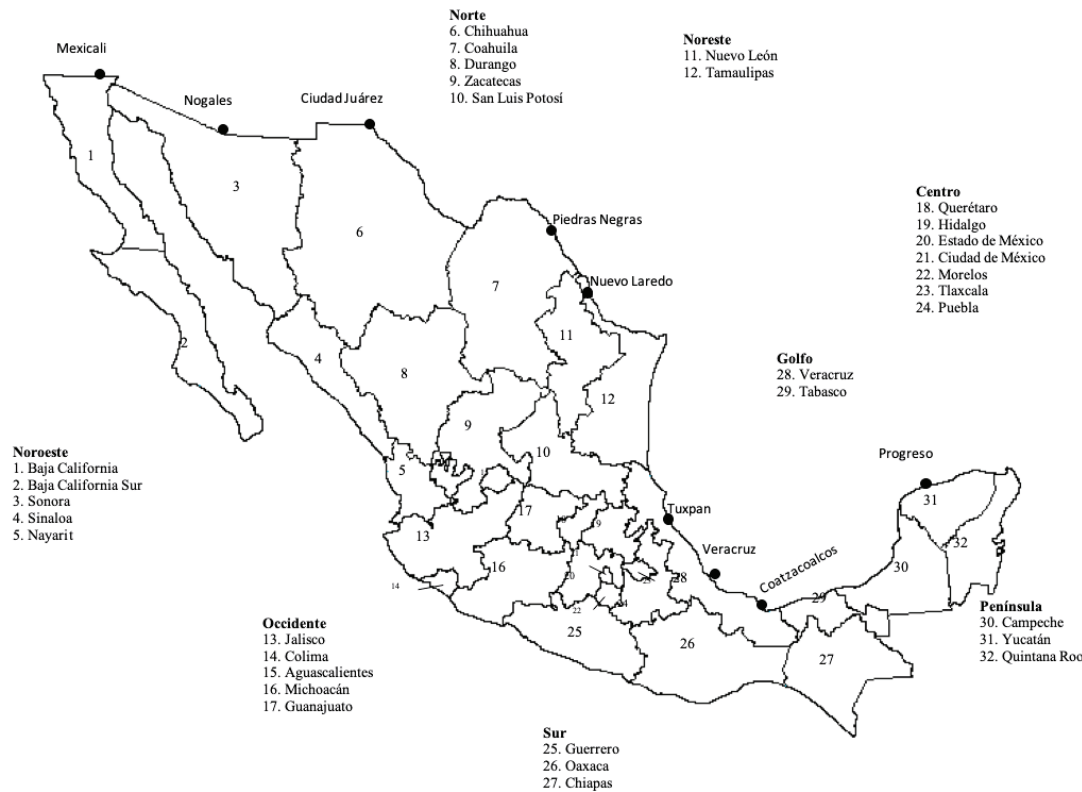 Norte
6. Chihuahua
7. Coahuila
8. Durango
9. Zacatecas
10. San Luis Potosí
Noreste
11. Nuevo León
12. Tamaulipas
Mexicali
Nogales
Ciudad Juárez
Piedras Negras
Nuevo Laredo
Centro
18. Querétaro
19. Hidalgo
20. Estado de México
21. Ciudad de México
22. Morelos
23. Tlaxcala
24. Puebla
Golfo
28. Veracruz
29. Tabasco
Noroeste
1. Baja California
2. Baja California Sur
3. Sonora
4. Sinaloa
5. Nayarit
Progreso
Tuxpan
Veracruz
Coatzacoalcos
Península
30. Campeche
31. Yucatán
32. Quintana Roo
Occidente
13. Jalisco
14. Colima
15. Aguascalientes
16. Michoacán
17. Guanajuato
Sur
25. Guerrero
26. Oaxaca
27. Chiapas
1
2
3
4
5
6
7
8
9
10
11
12
13
14
16
17
20
22
25
26
27
28
29
30
31
32